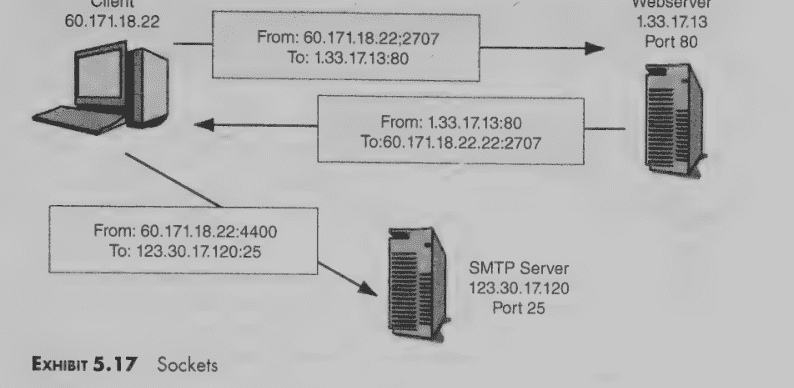 Client
60.171.18.22
From: 60.171.18.22;2707
To: 1.33.17.13:80
Webserver
1.33.17.13
Port 80
From: 1.33.17.13:80
To:60.171.18.22.22:2707
From: 60.171.18.22:4400
To: 123.30.17.120:25
SMTP Server
123.30.17.120
Port 25
EXHIBIT 5.17 Sockets